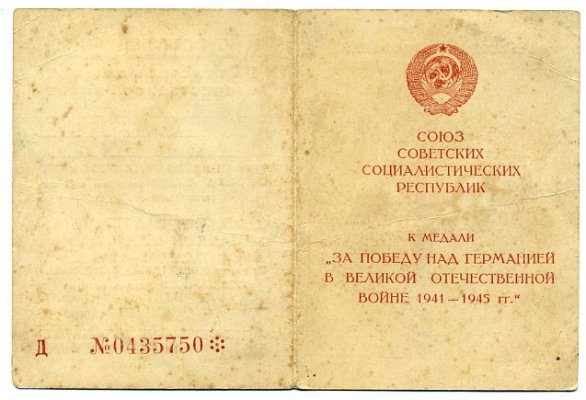 Д №0435750
СОЮЗ
СОВЕТСКИХ
СОЦИАЛИСТИЧЕСКИХ
РЕСПУБЛИК
К МЕДАЛИ
„ЗА ПОБЕДУ НАД ГЕРМАНИЕЙ
В ВЕЛИКОЙ ОТЕЧЕСТВЕННОЙ
ВОЙНЕ 1941—1945 гг.“